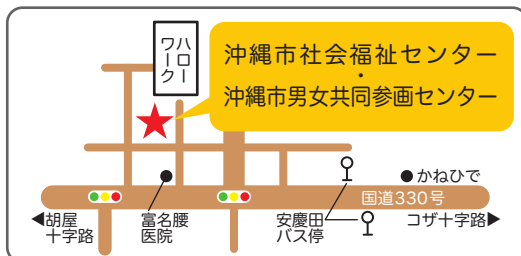 ハローワーク
沖縄市社会福祉センター
・
沖縄市男女共同参画センター
かねひで
国道330号
◀胡屋
十字路
富名腰
医院
安慶田
バス停
コザ十字路▶